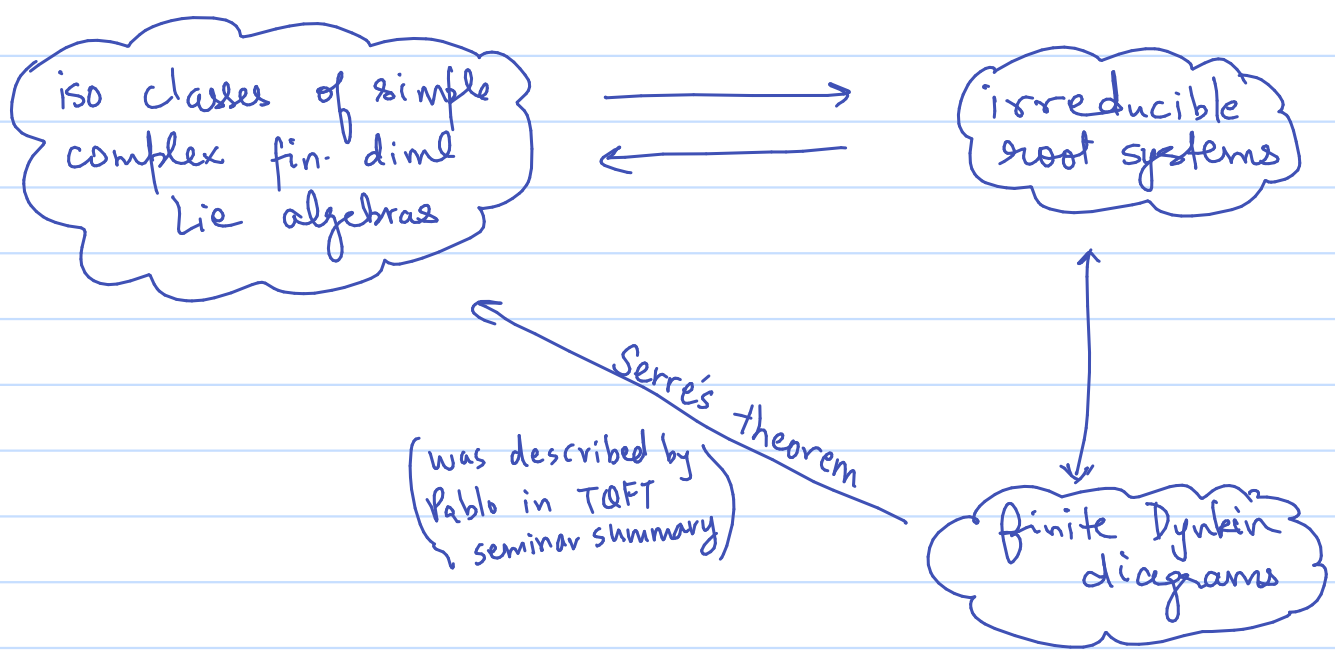 iso classes of simple
complex fin. diml
Lie algebras
irreducible
root systems
Serre's theorem
(was described by
Pablo in TQFT
seminar summary)
finite Dynkin
diagrams